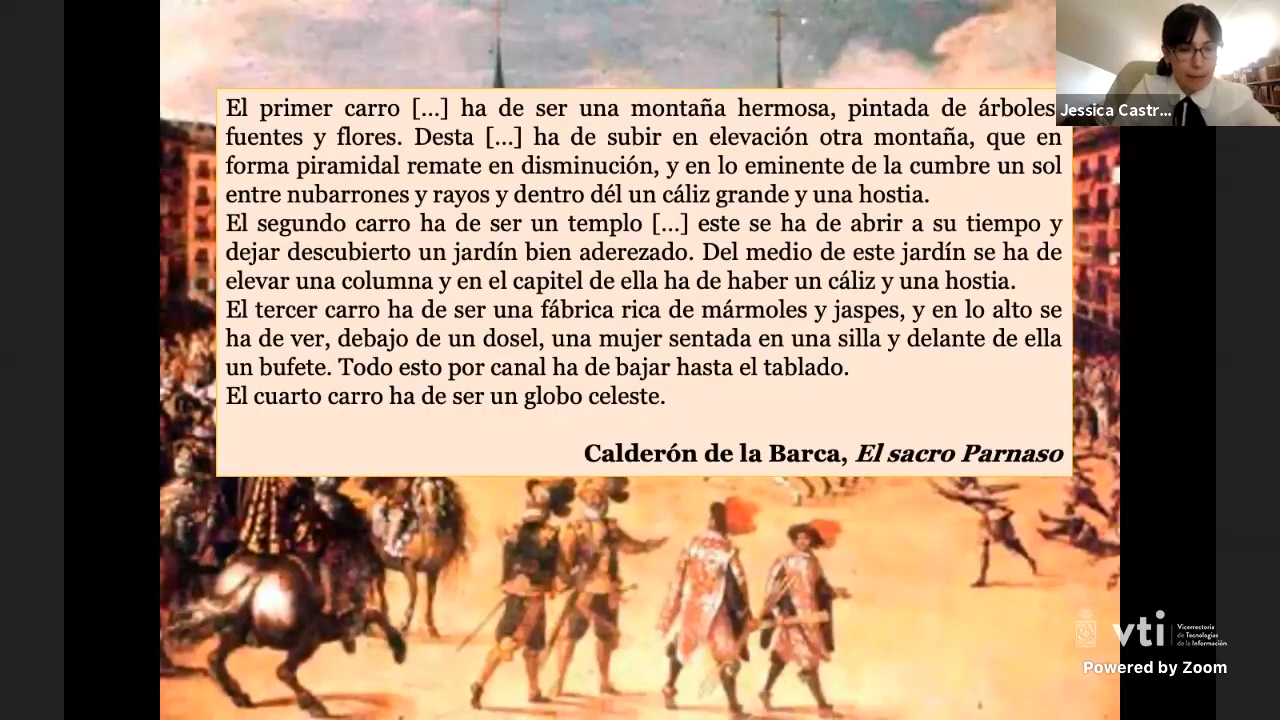 El primer carro [...] ha de ser una montaña hermosa, pintada de árboles,
fuentes y flores. Desta [...] ha de subir en elevación otra montaña, que en
forma piramidal remate en disminución, y en lo eminente de la cumbre un sol
entre nubarrones y rayos y dentro dél un cáliz grande y una hostia.
El segundo carro ha de ser un templo [...] este se ha de abrir a su tiempo y
dejar descubierto un jardín bien aderezado. Del medio de este jardín se ha de
elevar una columna y en el capitel de ella ha de haber un cáliz y una hostia.
El tercer carro ha de ser una fábrica rica de mármoles y jaspes, y en lo alto se
ha de ver, debajo de un dosel, una mujer sentada en una silla y delante de ella
un bufete. Todo esto por canal ha de bajar hasta el tablado.
El cuarto carro ha de ser un globo celeste.
Calderón de la Barca, El sacro Parnaso
Jessica Castr...
vti
Vicerrectoría
de Tecnologías
de la Información
Powered by Zoom